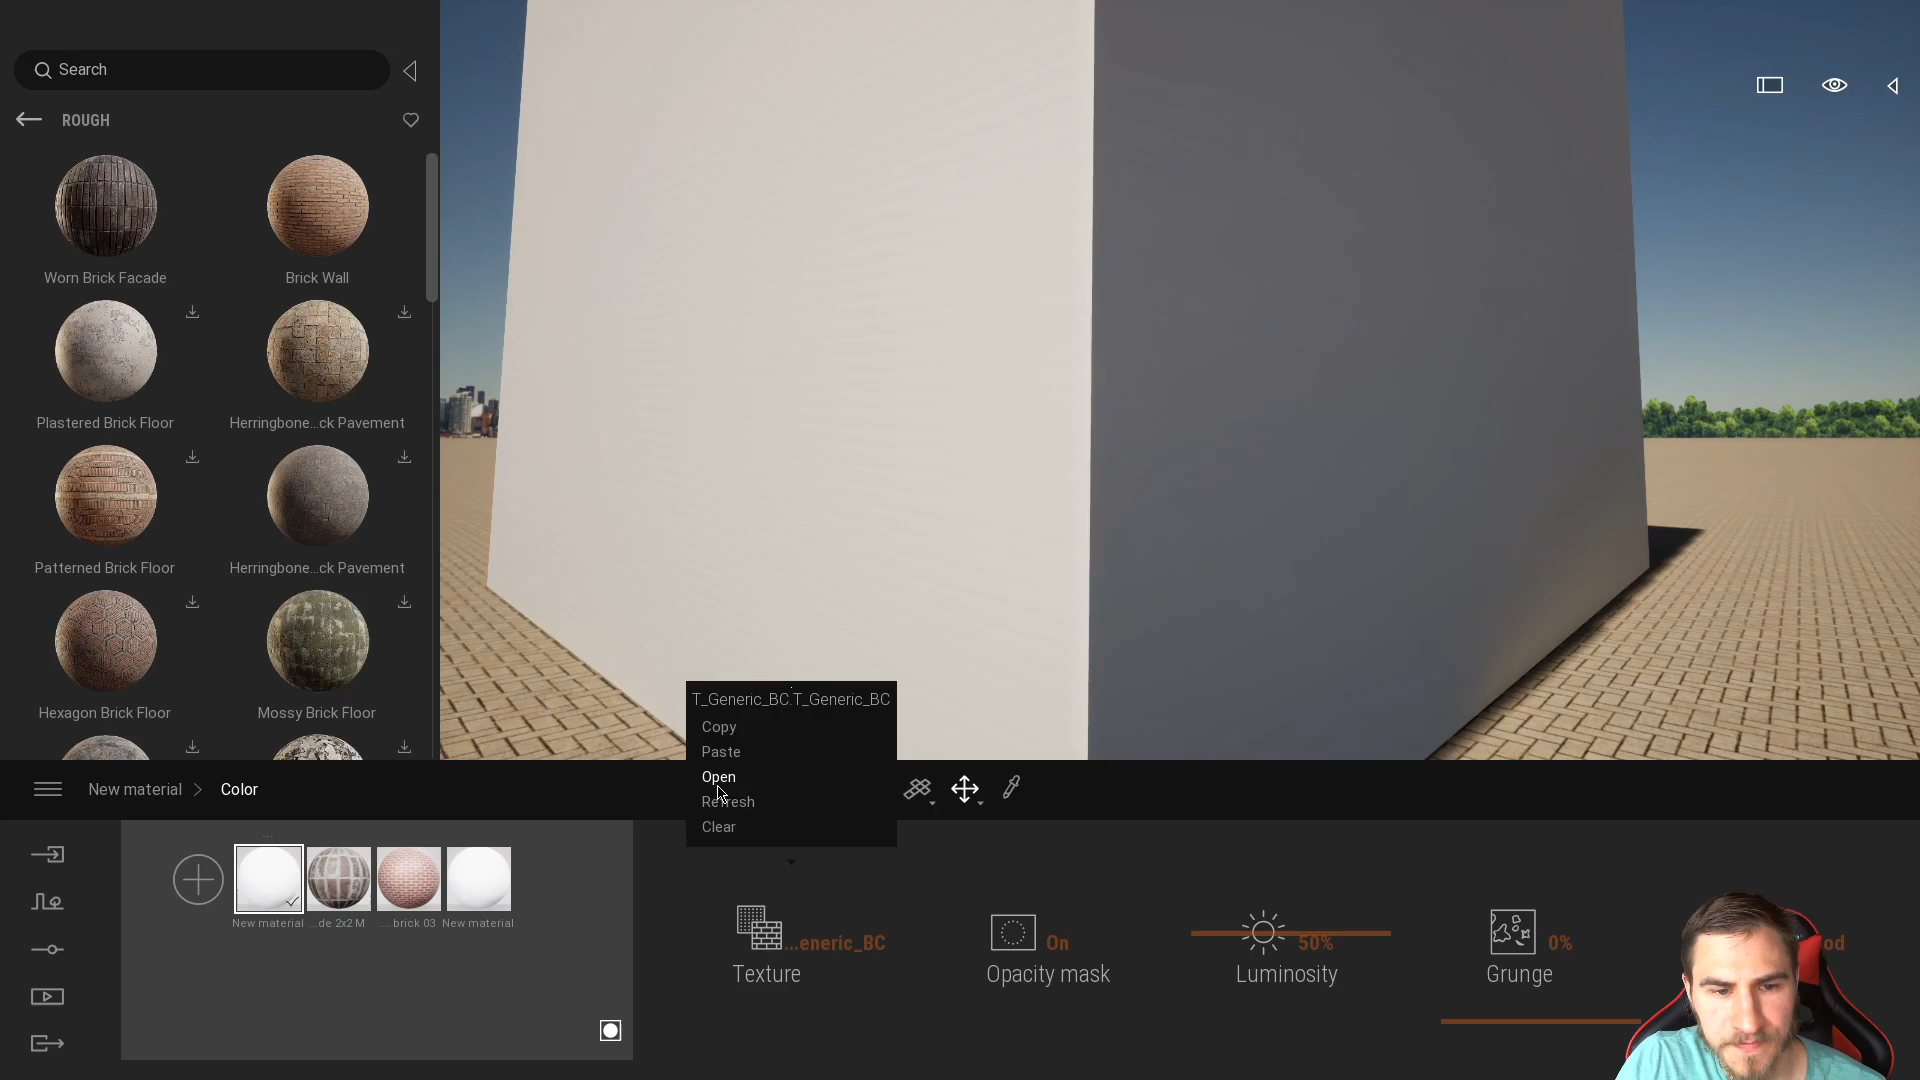 Search
ROUGH
Worn Brick Facade
Brick Wall
Plastered Brick Floor
Herringbone...ck Pavement
Patterned Brick Floor
Herringbone...ck Pavement
Hexagon Brick Floor
Mossy Brick Floor
T_Generic_BC.T_Generic_BC
Copy
Paste
Open
Refresh
Clear
New material
Color
...
New material
...de 2x2 M
... brick 03
New material
...eneric_BC
Texture
On
Opacity mask
50%
Luminosity
0%
Grunge
od